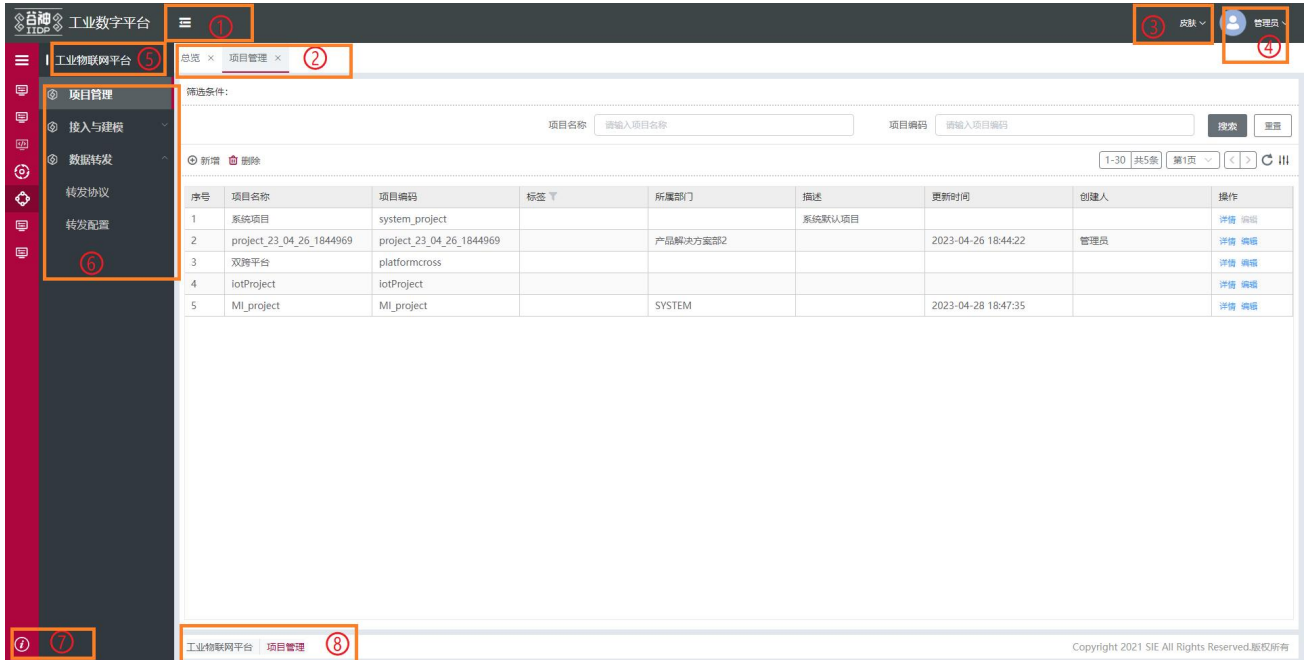 谷神 IIDP 工业数字平台 ① ③ 皮肤 管理员 ④
工业物联网平台 ⑤ 总览 × 项目管理 × ②
项目管理
接入与建模
数据转发
转发协议
转发配置
⑥
筛选条件:
项目名称 请输入项目名称 项目编码 请输入项目编码 搜索 重置
新增 删除 1-30 共5条 第1页
序号 项目名称 项目编码 标签 所属部门 描述 更新时间 创建人 操作
1 系统项目 system_project 系统默认项目 详情 编辑
2 project_23_04_26_1844969 project_23_04_26_1844969 产品解决方案部2 2023-04-26 18:44:22 管理员 详情 编辑
3 双跨平台 platformcross 详情 编辑
4 iotProject iotProject 详情 编辑
5 MI_project MI_project SYSTEM 2023-04-28 18:47:35 详情 编辑
⑦ 工业物联网平台 项目管理 ⑧ Copyright 2021 SIE All Rights Reserved.版权所有